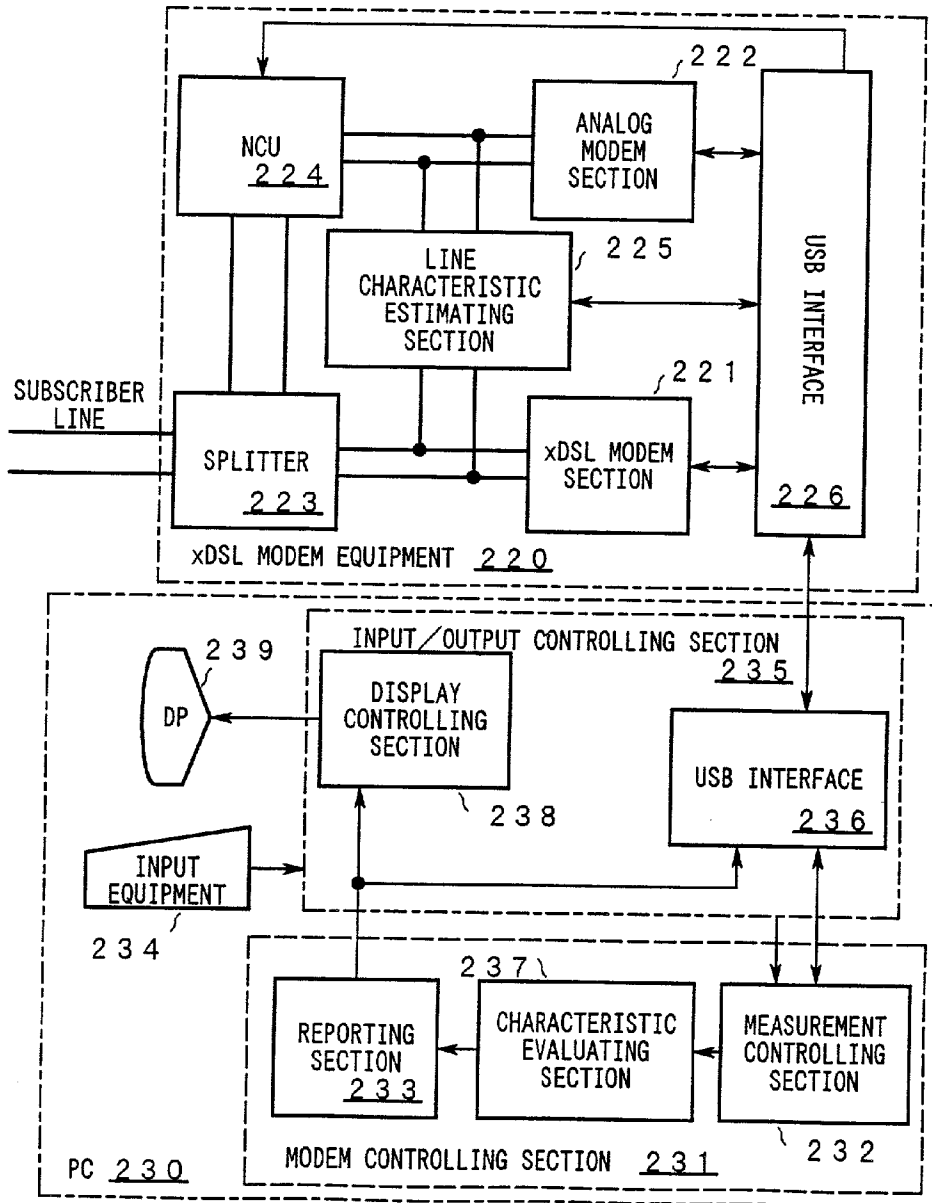 222
NCU
224
ANALOG
MODEM
SECTION
USB INTERFACE
226
LINE
CHARACTERISTIC
ESTIMATING
SECTION
225
SUBSCRIBER
LINE
SPLITTER
223
221
xDSL MODEM
SECTION
xDSL MODEM EQUIPMENT 220
INPUT/OUTPUT CONTROLLING SECTION
235
239
DP
DISPLAY
CONTROLLING
SECTION
238
USB INTERFACE
236
INPUT
EQUIPMENT
234
237
REPORTING
SECTION
233
CHARACTERISTIC
EVALUATING
SECTION
MEASUREMENT
CONTROLLING
SECTION
232
MODEM CONTROLLING SECTION 231
PC 230